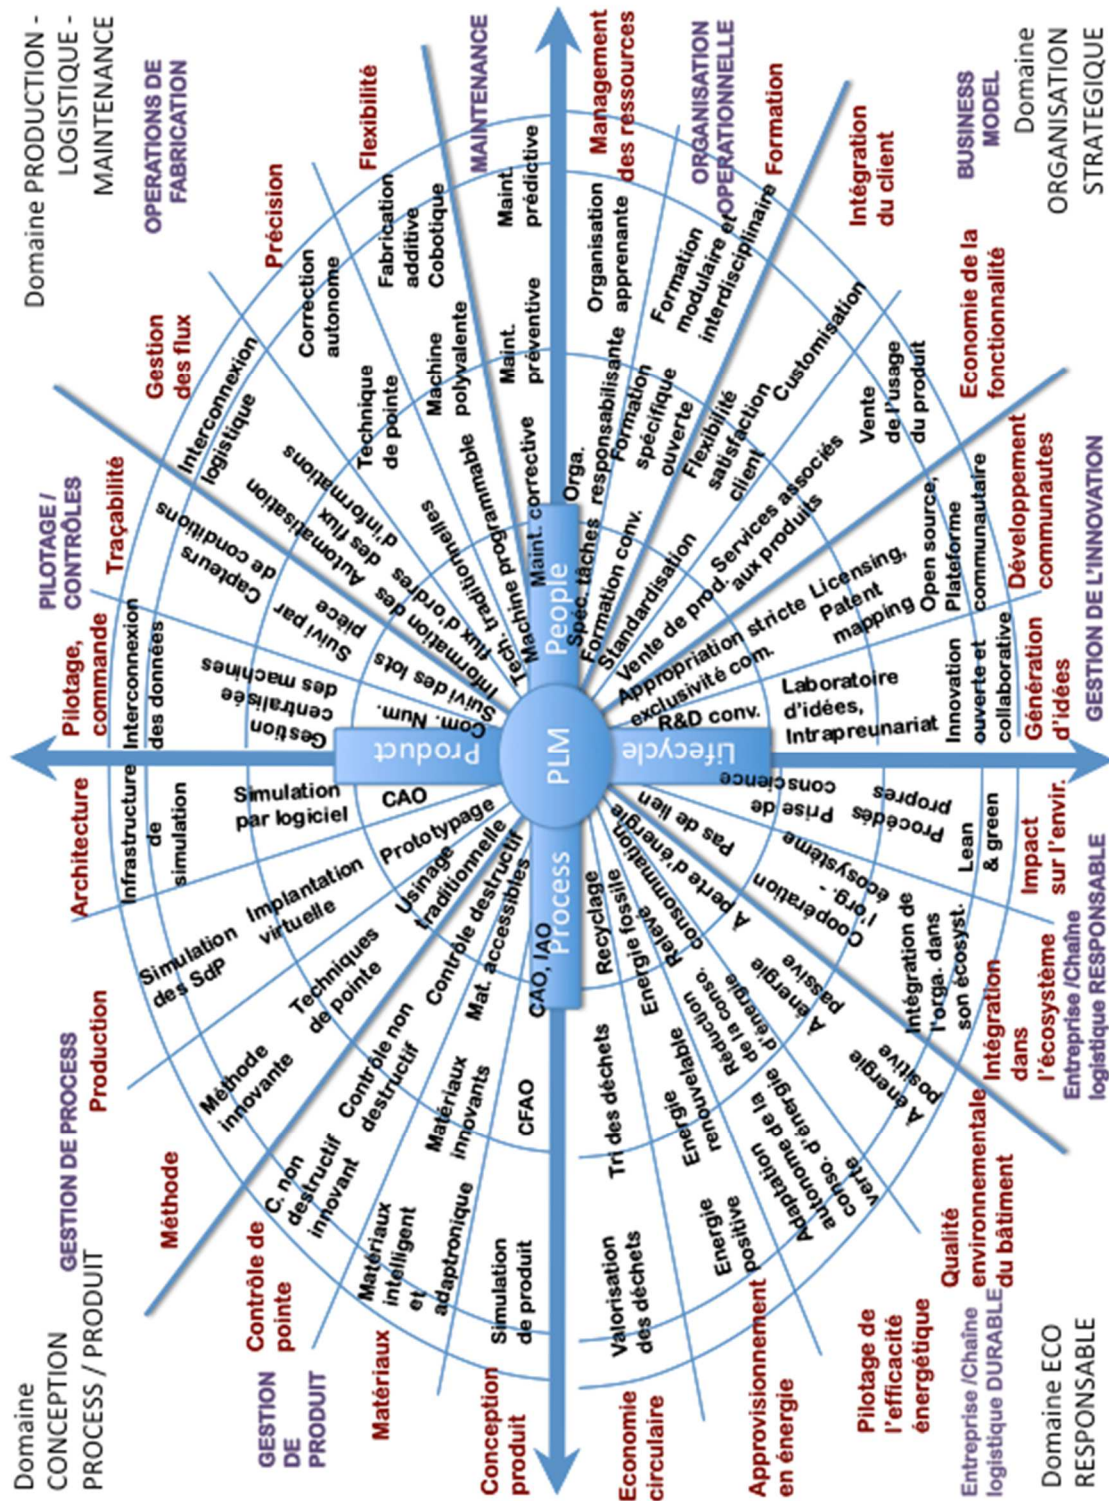 Domaine
CONCEPTION
PROCESS / PRODUIT
GESTION DE PROCESS
Production
Architecture
Pilotage,
commande
PILOTAGE /
CONTRÔLES
Traçabilité
Gestion
des flux
OPERATIONS DE
FABRICATION
Domaine PRODUCTION -
LOGISTIQUE -
MAINTENANCE
Méthode
Précision
Flexibilité
Contrôle de
pointe
GESTION
DE
PRODUIT
Matériaux
Conception
produit
MAINTENANCE
Management
des ressources
ORGANISATION
OPERATIONNELLE
Formation
Intégration
du client
BUSINESS
MODEL
Domaine
ORGANISATION
STRATEGIQUE
Economie de la
fonctionnalité
Développement
communautes
GESTION DE L'INNOVATION
Génération
d'idées
Impact
sur l'envir.
Entreprise /Chaîne
logistique RESPONSABLE
Intégration
dans
l'écosystème
Qualité
environnementale
du bâtiment
Entreprise /Chaîne
logistique DURABLE
Pilotage de
l'efficacité
énergétique
Approvisionnement
en énergie
Economie
circulaire
Domaine ECO
RESPONSABLE
Infrastructure
de
simulation
Simulation
par logiciel
CAO
Simulation
des SdP
Implantation
virtuelle
Prototypage
Méthode
innovante
Techniques
de pointe
Usinage
traditionnelle
C. non
destructif
innovant
Contrôle non
destructif
Contrôle destructif
Matériaux
intelligent
et
adaptronique
Matériaux
innovants
Mat. accessibles
Simulation
de produit
CFAO
CAO, IAO
Interconnexion
des données
Gestion
centralisée
des machines
Com. Num.
Capteurs
de conditions
Suivi par
pièce
Suivi des lots
Interconnexion
logistique
Automatisation
des flux
d'informations
Information des
flux d'ordres
Correction
autonome
Technique
de pointe
Tech. traditionnelles
Fabrication
additive
Cobotique
Machine
polyvalente
Machine programmable
Maint.
prédictive
Maint.
préventive
Maint. corrective
Product
People
PLM
Process
Lifecycle
Organisation
apprenante
Orga.
responsabilisante
Spéc. tâches
Formation
modulaire et
interdisciplinaire
Formation
spécifique
ouverte
Formation conv.
Customisation
Flexibilité
satisfaction
client
Standardisation
Vente
de l'usage
du produit
Services associés
aux produits
Vente de prod.
Open source,
Plateforme
communautaire
Licensing,
Patent
mapping
Appropriation stricte
exclusivité com.
Innovation
ouverte et
collaborative
Laboratoire
d'idées,
Intrapreunariat
R&D conv.
Lean
& green
Procédés
propres
Prise de
conscience
Pas de lien
Intégration de
l'orga. dans
son écosyst.
Coopération
l'org. -
écosystème
À perte d'énergie
À énergie
positive
À énergie
passive
Adaptation
autonome de la
conso. d'énergie
verte
Réduction
de la conso.
d'énergie
Relevé
consommation
Energie
positive
Energie
renouvelable
Energie fossile
Valorisation
des déchets
Tri des déchets
Recyclage